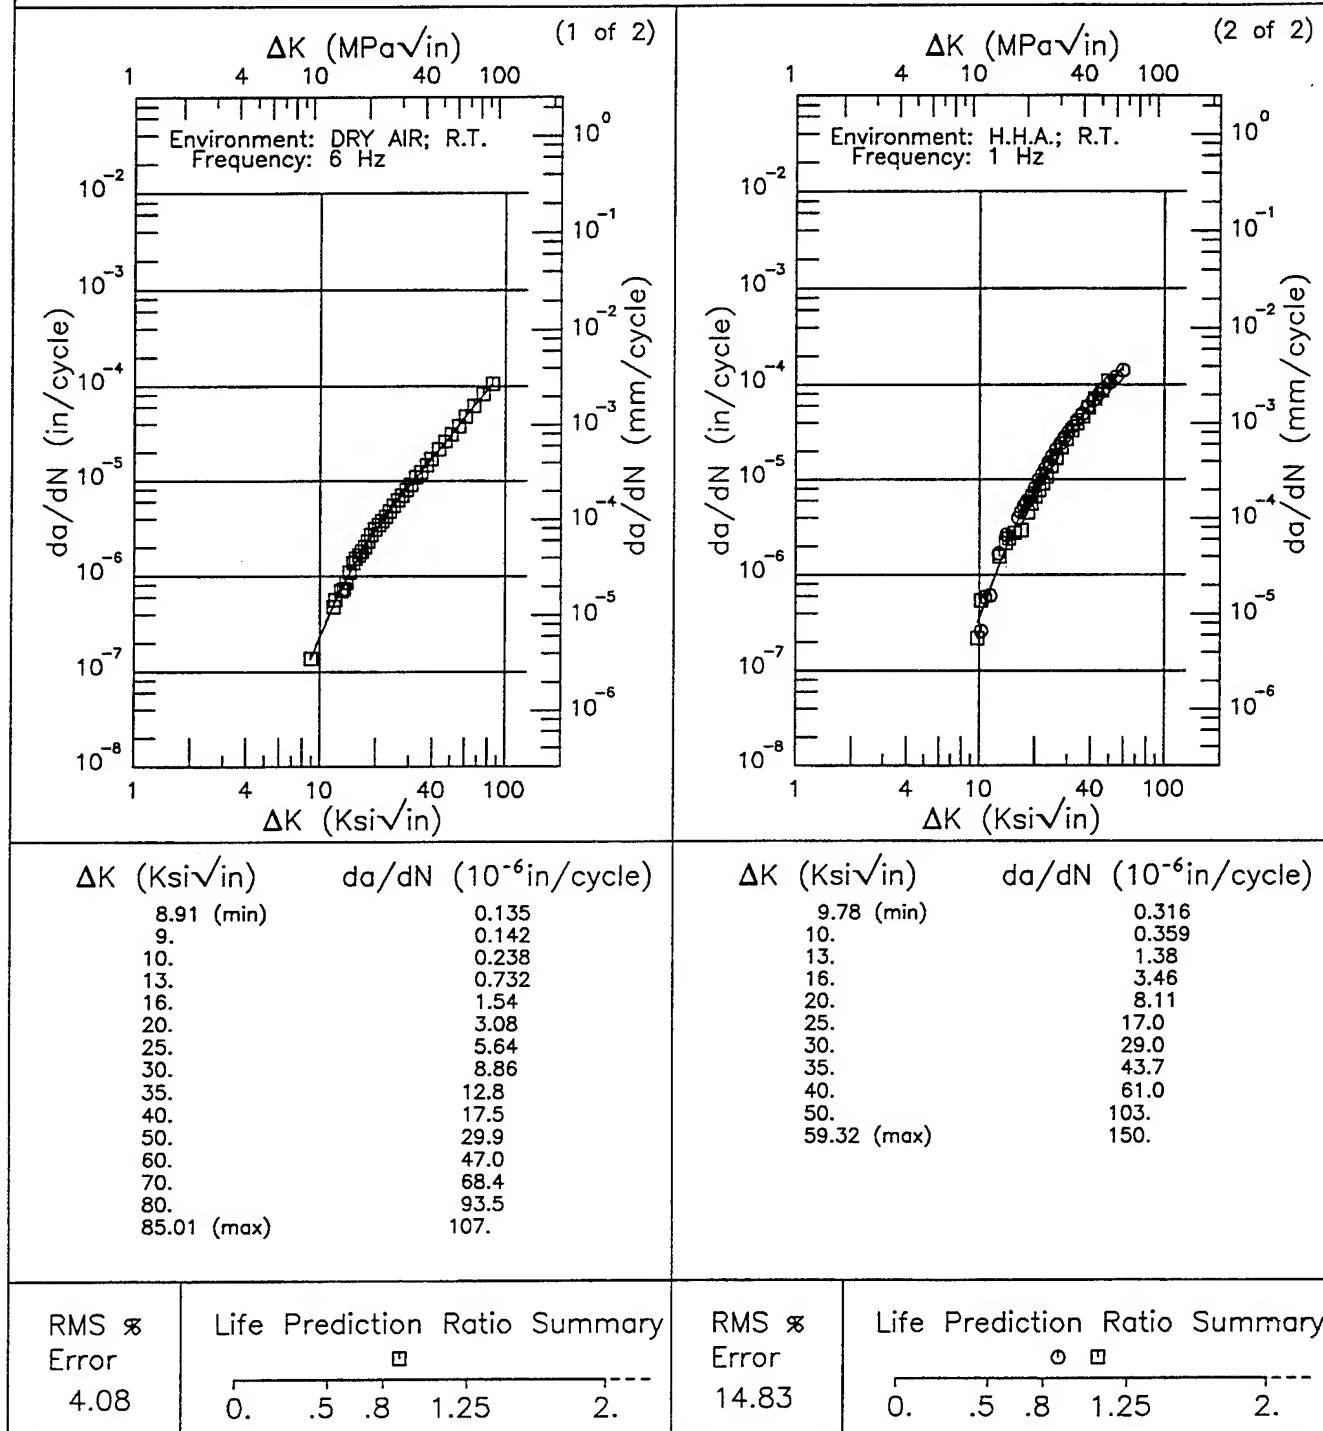 (1 of 2)
ΔK (MPa√in)
1 4 10 40 100
Environment: DRY AIR; R.T.
Frequency: 6 Hz
10⁰
10⁻²
10⁻¹
10⁻³
10⁻²
10⁻⁴
10⁻³
10⁻⁵
10⁻⁴
10⁻⁶
10⁻⁵
10⁻⁷
10⁻⁶
10⁻⁸
da/dN (in/cycle)
da/dN (mm/cycle)
1 4 10 40 100
ΔK (Ksi√in)
(2 of 2)
ΔK (MPa√in)
1 4 10 40 100
Environment: H.H.A.; R.T.
Frequency: 1 Hz
10⁰
10⁻²
10⁻¹
10⁻³
10⁻²
10⁻⁴
10⁻³
10⁻⁵
10⁻⁴
10⁻⁶
10⁻⁵
10⁻⁷
10⁻⁶
10⁻⁸
da/dN (in/cycle)
da/dN (mm/cycle)
1 4 10 40 100
ΔK (Ksi√in)
ΔK (Ksi√in) da/dN (10⁻⁶in/cycle)
8.91 (min) 0.135
9. 0.142
10. 0.238
13. 0.732
16. 1.54
20. 3.08
25. 5.64
30. 8.86
35. 12.8
40. 17.5
50. 29.9
60. 47.0
70. 68.4
80. 93.5
85.01 (max) 107.
ΔK (Ksi√in) da/dN (10⁻⁶in/cycle)
9.78 (min) 0.316
10. 0.359
13. 1.38
16. 3.46
20. 8.11
25. 17.0
30. 29.0
35. 43.7
40. 61.0
50. 103.
59.32 (max) 150.
RMS %
Error
4.08
Life Prediction Ratio Summary
0. .5 .8 1.25 2.
RMS %
Error
14.83
Life Prediction Ratio Summary
0. .5 .8 1.25 2.